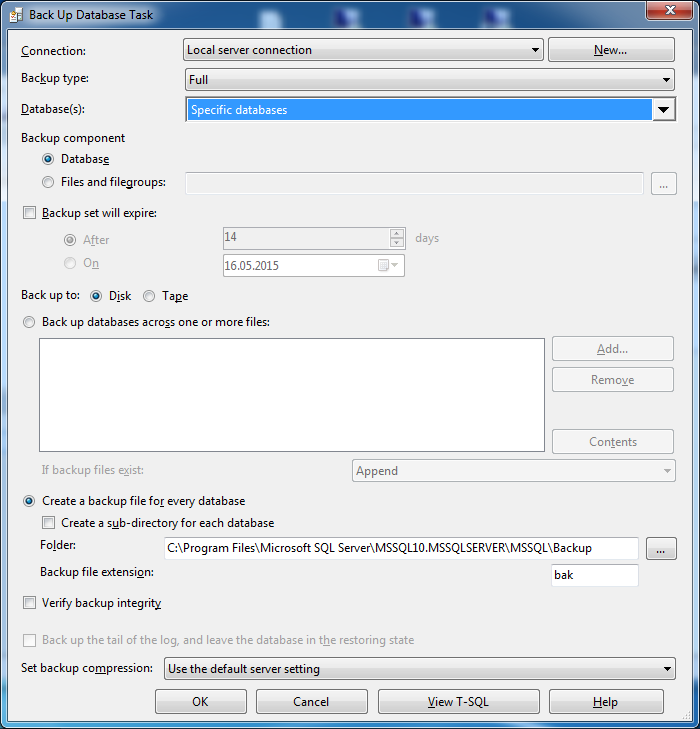 Back Up Database Task
Connection: Local server connection New...
Backup type: Full
Database(s): Specific databases
Backup component
Database
Files and filegroups: ...
Backup set will expire:
After 14 days
On 16.05.2015
Back up to: Disk Tape
Back up databases across one or more files:
Add...
Remove
Contents
If backup files exist: Append
Create a backup file for every database
Create a sub-directory for each database
Folder: C:\Program Files\Microsoft SQL Server\MSSQL10.MSSQLSERVER\MSSQL\Backup ...
Backup file extension: bak
Verify backup integrity
Back up the tail of the log, and leave the database in the restoring state
Set backup compression: Use the default server setting
OK Cancel View T-SQL Help